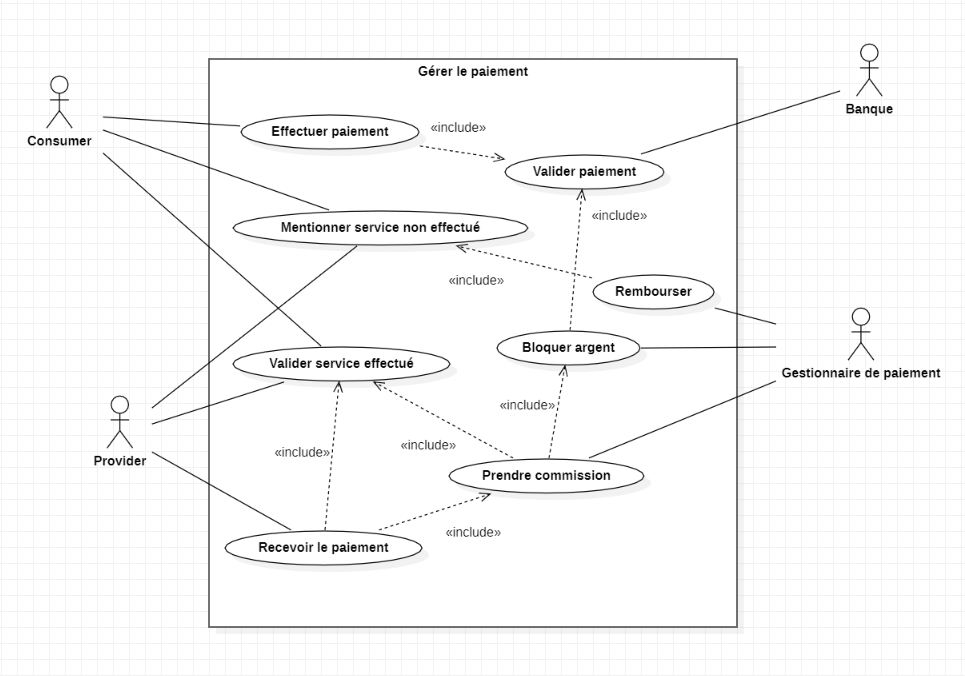 Gérer le paiement
Consumer
Banque
Effectuer paiement
«include»
Valider paiement
«include»
Mentionner service non effectué
«include»
Rembourser
Bloquer argent
Valider service effectué
Gestionnaire de paiement
«include»
Provider
«include»
«include»
Prendre commission
«include»
Recevoir le paiement